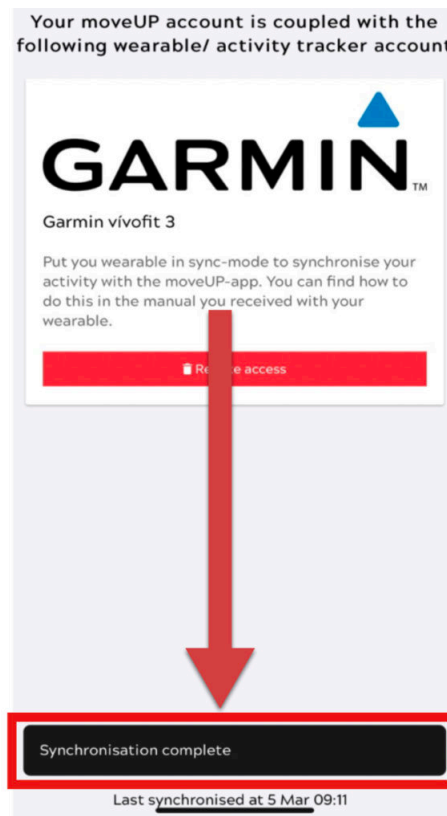 Your moveUP account is coupled with the
following wearable/ activity tracker account
GARMIN™
Garmin vívofit 3
Put you wearable in sync-mode to synchronise your
activity with the moveUP-app. You can find how to
do this in the manual you received with your
wearable.
access
Synchronisation complete
Last synchronised at 5 Mar 09:11